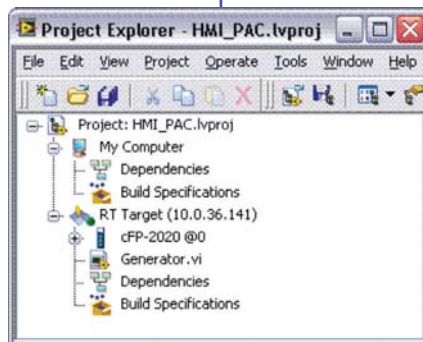 Project Explorer - HMI_PAC.lvproj
File Edit View Project Operate Tools Window Help
Project: HMI_PAC.lvproj
My Computer
Dependencies
Build Specifications
RT Target (10.0.36.141)
cFP-2020 @0
Generator.vi
Dependencies
Build Specifications